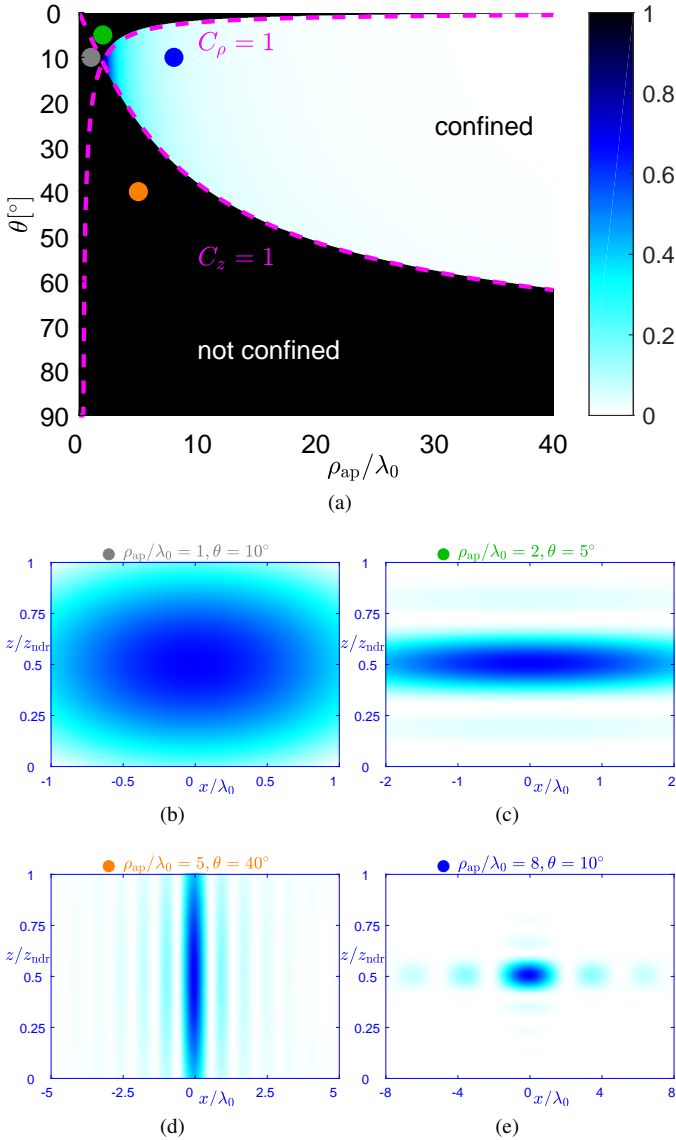 0
10
20
30
40
50
60
70
80
90
θ[°]
C_ρ = 1
confined
C_z = 1
not confined
0
10
20
30
40
ρ_ap/λ_0
1
0.8
0.6
0.4
0.2
0
(a)
ρ_ap/λ_0 = 1, θ = 10°
1
0.75
z/z_ndr
0.5
0.25
0
-1
-0.5
0
0.5
1
x/λ_0
(b)
ρ_ap/λ_0 = 2, θ = 5°
1
0.75
z/z_ndr
0.5
0.25
0
-2
-1
0
1
2
x/λ_0
(c)
ρ_ap/λ_0 = 5, θ = 40°
1
0.75
z/z_ndr
0.5
0.25
0
-5
-2.5
0
2.5
5
x/λ_0
(d)
ρ_ap/λ_0 = 8, θ = 10°
1
0.75
z/z_ndr
0.5
0.25
0
-8
-4
0
4
8
x/λ_0
(e)